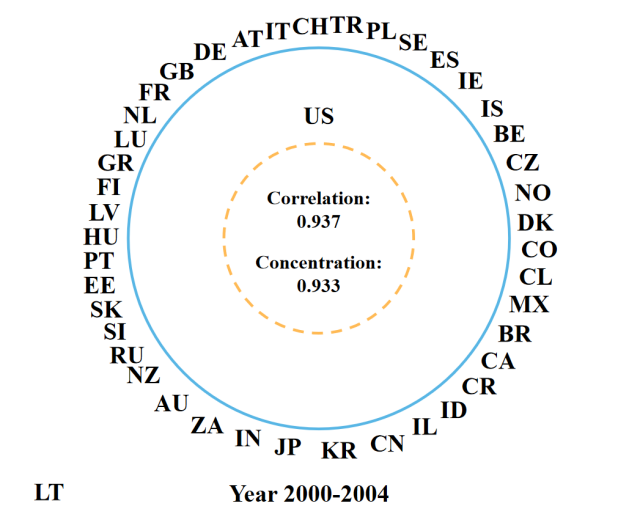 AT IT CH TR PL
DE SE
GB ES
FR IE
NL IS
US
LU BE
GR CZ
FI NO
Correlation:
LV DK
0.937
HU CO
PT CL
Concentration:
EE MX
0.933
SK BR
SI CA
RU CR
NZ ID
AU IL
ZA CN
IN JP KR
LT Year 2000-2004